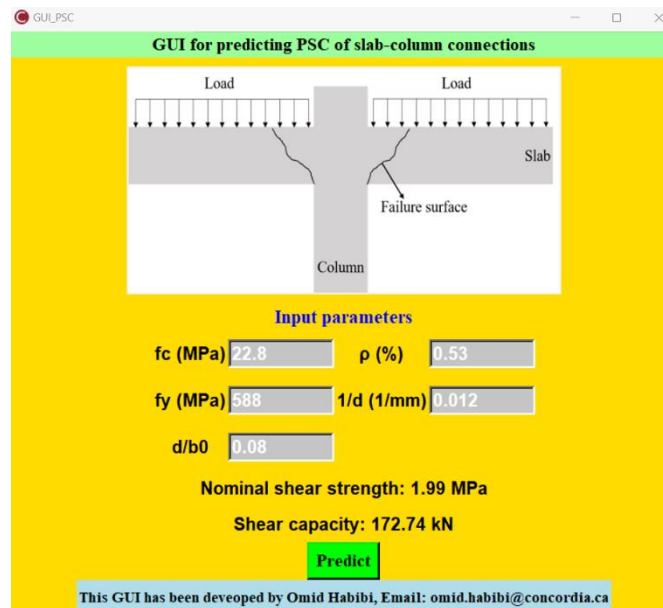 GUI_PSC
GUI for predicting PSC of slab-column connections
Load Load
Slab
Failure surface
Column
Input parameters
fc (MPa) 22.8 ρ (%) 0.53
fy (MPa) 588 1/d (1/mm) 0.012
d/b0 0.08
Nominal shear strength: 1.99 MPa
Shear capacity: 172.74 kN
Predict
This GUI has been deveoped by Omid Habibi, Email: omid.habibi@concordia.ca